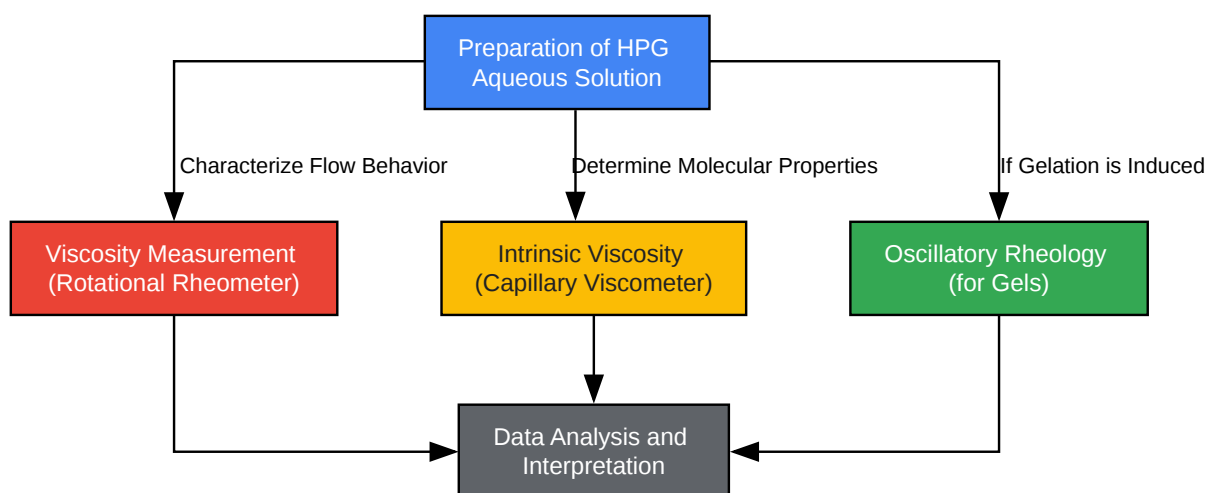 Preparation of HPG
Aqueous Solution
Characterize Flow Behavior
Determine Molecular Properties
If Gelation is Induced
Viscosity Measurement
(Rotational Rheometer)
Intrinsic Viscosity
(Capillary Viscometer)
Oscillatory Rheology
(for Gels)
Data Analysis and
Interpretation